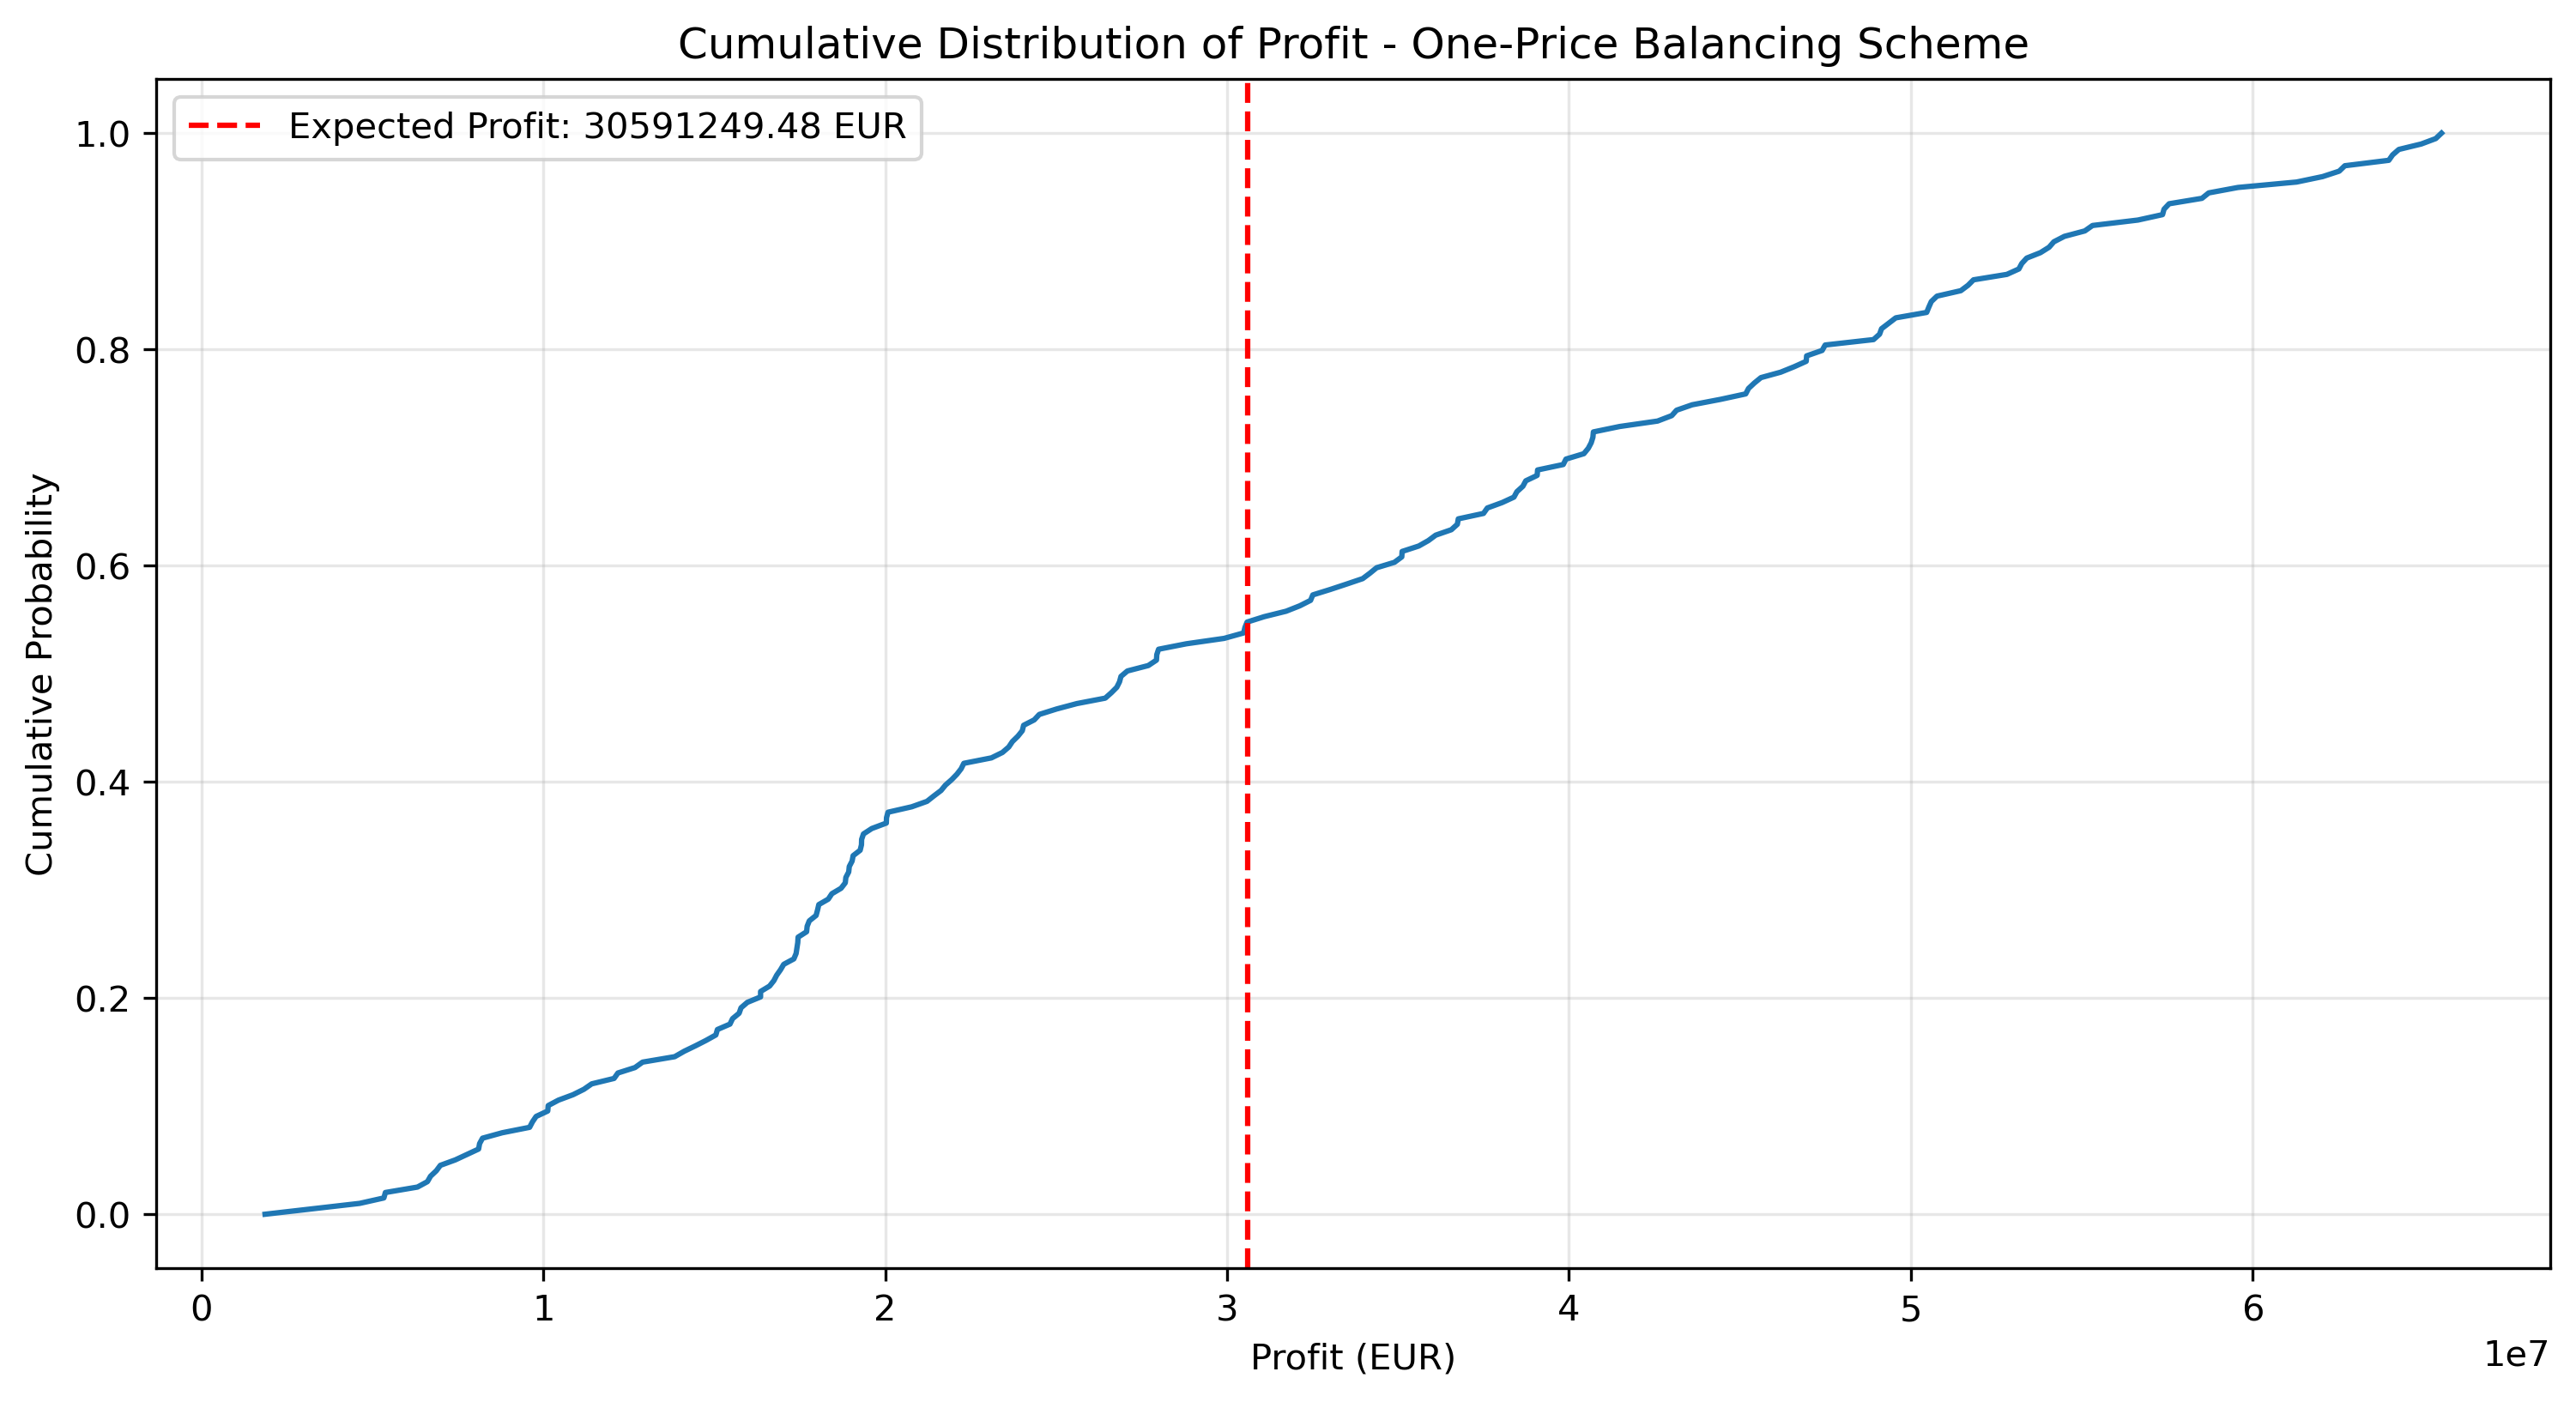 Cumulative Distribution of Profit - One-Price Balancing Scheme
Expected Profit: 30591249.48 EUR
Cumulative Probability
1.0
0.8
0.6
0.4
0.2
0.0
0 1 2 3 4 5 6
1e7
Profit (EUR)